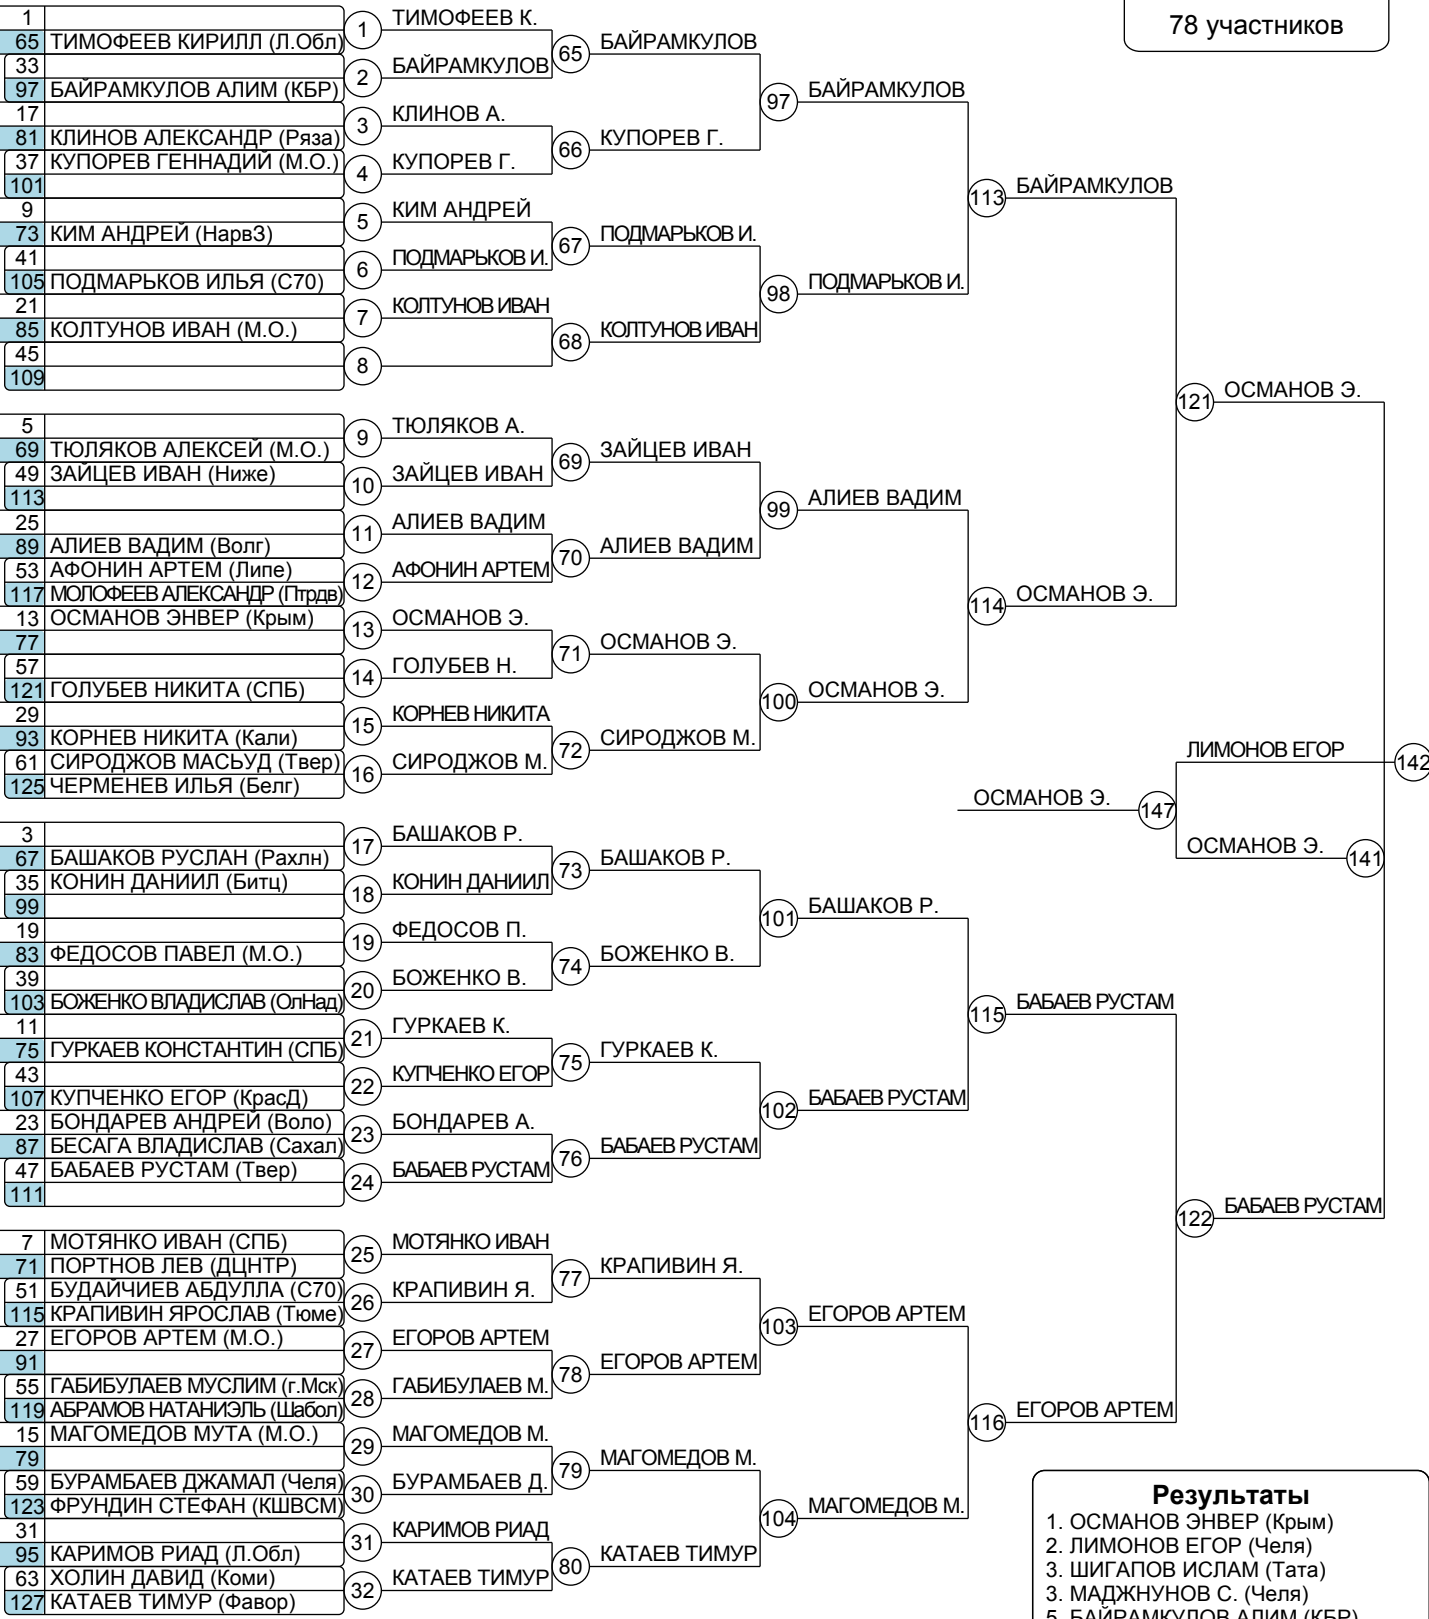 78 участников
1
65 ТИМОФЕЕВ КИРИЛЛ (Л.Обл)
33
97 БАЙРАМКУЛОВ АЛИМ (КБР)
17
81 КЛИНОВ АЛЕКСАНДР (Ряза)
37 КУПОРЕВ ГЕННАДИЙ (М.О.)
101
9
73 КИМ АНДРЕЙ (НарвЗ)
41
105 ПОДМАРЬКОВ ИЛЬЯ (С70)
21
85 КОЛТУНОВ ИВАН (М.О.)
45
109
5
69 ТЮЛЯКОВ АЛЕКСЕЙ (М.О.)
49 ЗАЙЦЕВ ИВАН (Ниже)
113
25
89 АЛИЕВ ВАДИМ (Волг)
53 АФОНИН АРТЕМ (Липе)
117 МОЛОФЕЕВ АЛЕКСАНДР (Птрдв)
13 ОСМАНОВ ЭНВЕР (Крым)
77
57
121 ГОЛУБЕВ НИКИТА (СПБ)
29
93 КОРНЕВ НИКИТА (Кали)
61 СИРОДЖОВ МАСЬУД (Твер)
125 ЧЕРМЕНЕВ ИЛЬЯ (Белг)
3
67 БАШАКОВ РУСЛАН (Рахлн)
35 КОНИН ДАНИИЛ (Битц)
99
19
83 ФЕДОСОВ ПАВЕЛ (М.О.)
39
103 БОЖЕНКО ВЛАДИСЛАВ (ОлНад)
11
75 ГУРКАЕВ КОНСТАНТИН (СПБ)
43
107 КУПЧЕНКО ЕГОР (КрасД)
23 БОНДАРЕВ АНДРЕЙ (Воло)
87 БЕСАГА ВЛАДИСЛАВ (Сахал)
47 БАБАЕВ РУСТАМ (Твер)
111
7 МОТЯНКО ИВАН (СПБ)
71 ПОРТНОВ ЛЕВ (ДЦНТР)
51 БУДАЙЧИЕВ АБДУЛЛА (С70)
115 КРАПИВИН ЯРОСЛАВ (Тюме)
27 ЕГОРОВ АРТЕМ (М.О.)
91
55 ГАБИБУЛАЕВ МУСЛИМ (г.Мск)
119 АБРАМОВ НАТАНИЭЛЬ (Шабол)
15 МАГОМЕДОВ МУТА (М.О.)
79
59 БУРАМБАЕВ ДЖАМАЛ (Челя)
123 ФРУНДИН СТЕФАН (КШВСМ)
31
95 КАРИМОВ РИАД (Л.Обл)
63 ХОЛИН ДАВИД (Коми)
127 КАТАЕВ ТИМУР (Фавор)
1 ТИМОФЕЕВ К.
2 БАЙРАМКУЛОВ
3 КЛИНОВ А.
4 КУПОРЕВ Г.
5 КИМ АНДРЕЙ
6 ПОДМАРЬКОВ И.
7 КОЛТУНОВ ИВАН
8
9 ТЮЛЯКОВ А.
10 ЗАЙЦЕВ ИВАН
11 АЛИЕВ ВАДИМ
12 АФОНИН АРТЕМ
13 ОСМАНОВ Э.
14 ГОЛУБЕВ Н.
15 КОРНЕВ НИКИТА
16 СИРОДЖОВ М.
17 БАШАКОВ Р.
18 КОНИН ДАНИИЛ
19 ФЕДОСОВ П.
20 БОЖЕНКО В.
21 ГУРКАЕВ К.
22 КУПЧЕНКО ЕГОР
23 БОНДАРЕВ А.
24 БАБАЕВ РУСТАМ
25 МОТЯНКО ИВАН
26 КРАПИВИН Я.
27 ЕГОРОВ АРТЕМ
28 ГАБИБУЛАЕВ М.
29 МАГОМЕДОВ М.
30 БУРАМБАЕВ Д.
31 КАРИМОВ РИАД
32 КАТАЕВ ТИМУР
65 БАЙРАМКУЛОВ
66 КУПОРЕВ Г.
67 ПОДМАРЬКОВ И.
68 КОЛТУНОВ ИВАН
69 ЗАЙЦЕВ ИВАН
70 АЛИЕВ ВАДИМ
71 ОСМАНОВ Э.
72 СИРОДЖОВ М.
73 БАШАКОВ Р.
74 БОЖЕНКО В.
75 ГУРКАЕВ К.
76 БАБАЕВ РУСТАМ
77 КРАПИВИН Я.
78 ЕГОРОВ АРТЕМ
79 МАГОМЕДОВ М.
80 КАТАЕВ ТИМУР
97 БАЙРАМКУЛОВ
98 ПОДМАРЬКОВ И.
99 АЛИЕВ ВАДИМ
100 ОСМАНОВ Э.
101 БАШАКОВ Р.
102 БАБАЕВ РУСТАМ
103 ЕГОРОВ АРТЕМ
104 МАГОМЕДОВ М.
113 БАЙРАМКУЛОВ
114 ОСМАНОВ Э.
115 БАБАЕВ РУСТАМ
116 ЕГОРОВ АРТЕМ
121 ОСМАНОВ Э.
122 БАБАЕВ РУСТАМ
ЛИМОНОВ ЕГОР 142
ОСМАНОВ Э. 147
ОСМАНОВ Э. 141
Результаты
1. ОСМАНОВ ЭНВЕР (Крым)
2. ЛИМОНОВ ЕГОР (Челя)
3. ШИГАПОВ ИСЛАМ (Тата)
3. МАДЖНУНОВ С. (Челя)
5. БАЙРАМКУЛОВ АЛИМ (КБР)